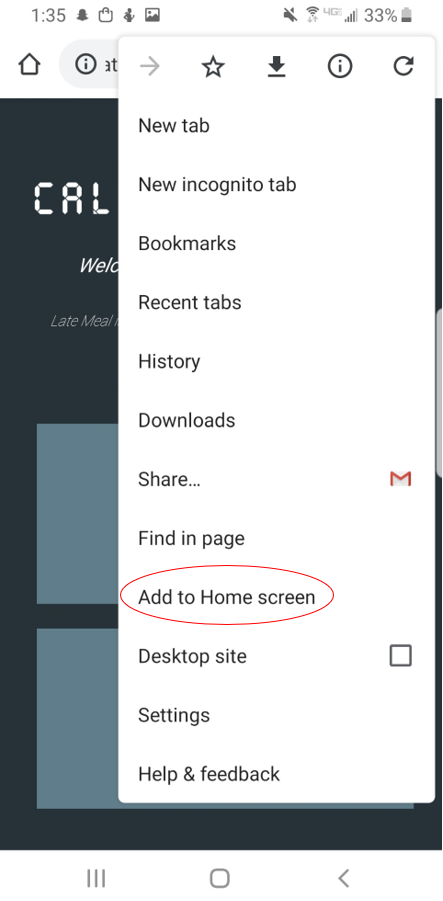 1:35 4GE 33%
at
New tab
New incognito tab
Bookmarks
Recent tabs
History
Downloads
Share...
Find in page
Add to Home screen
Desktop site
Settings
Help & feedback
CAL
Welc
Late Meal